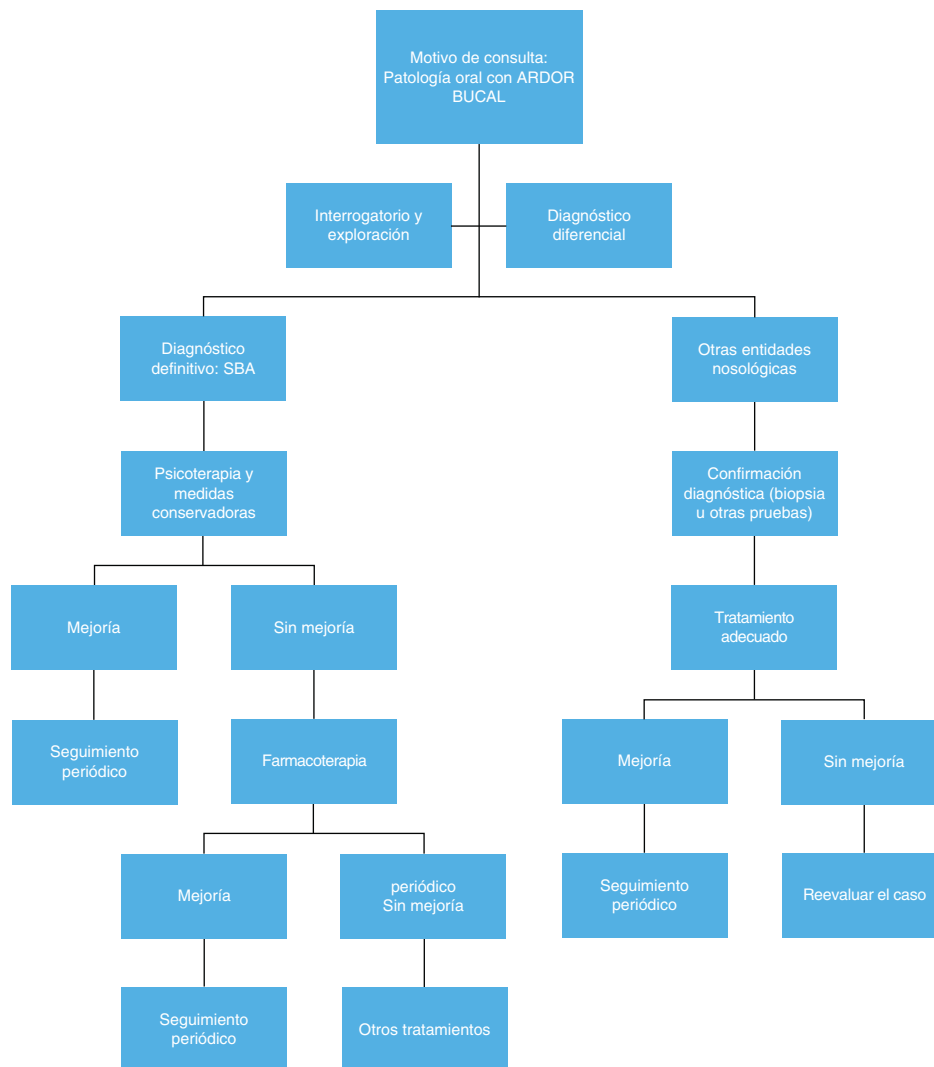 Motivo de consulta:
Patología oral con ARDOR
BUCAL
Interrogatorio y
exploración
Diagnóstico
diferencial
Diagnóstico
definitivo: SBA
Otras entidades
nosológicas
Psicoterapia y
medidas
conservadoras
Confirmación
diagnóstica (biopsia
u otras pruebas)
Mejoría
Sin mejoría
Tratamiento
adecuado
Seguimiento
periódico
Farmacoterapia
Mejoría
Sin mejoría
Mejoría
periódico
Sin mejoría
Seguimiento
periódico
Reevaluar el caso
Seguimiento
periódico
Otros tratamientos